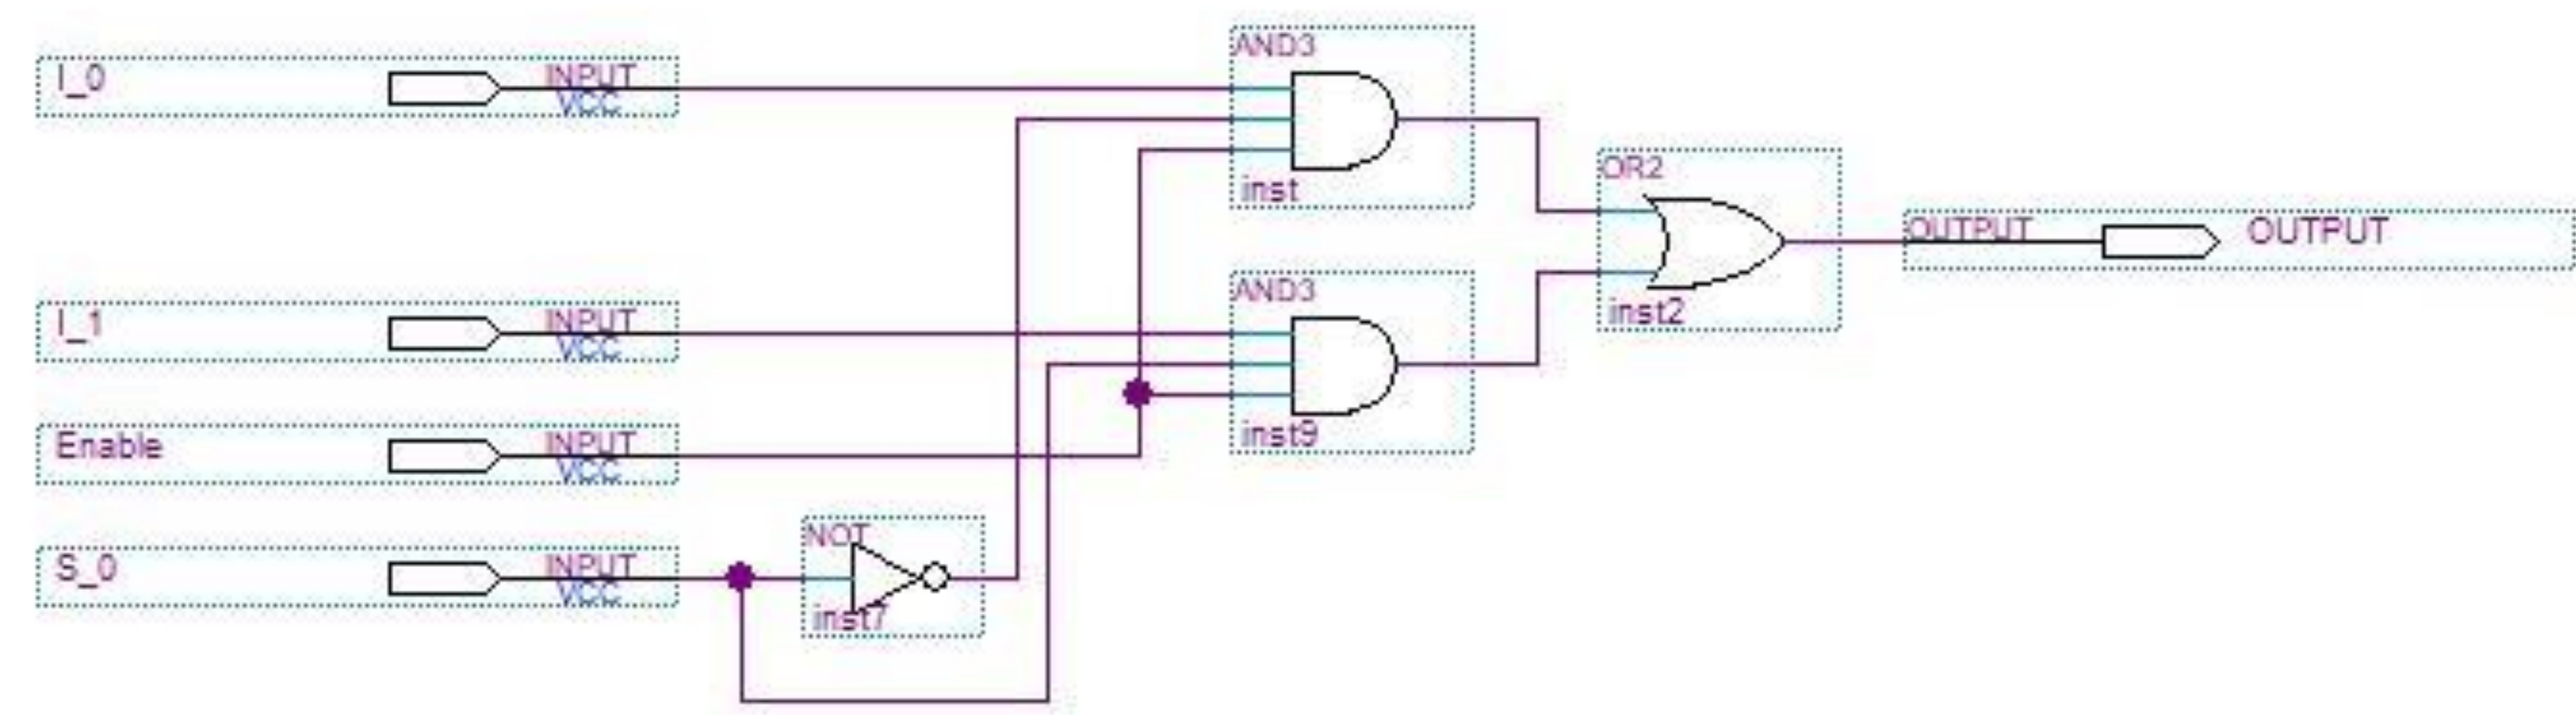 I_0
INPUT
VCC
AND3
inst
OR2
inst2
OUTPUT
OUTPUT
I_1
INPUT
VCC
AND3
inst9
Enable
INPUT
VCC
S_0
INPUT
VCC
NOT
inst7